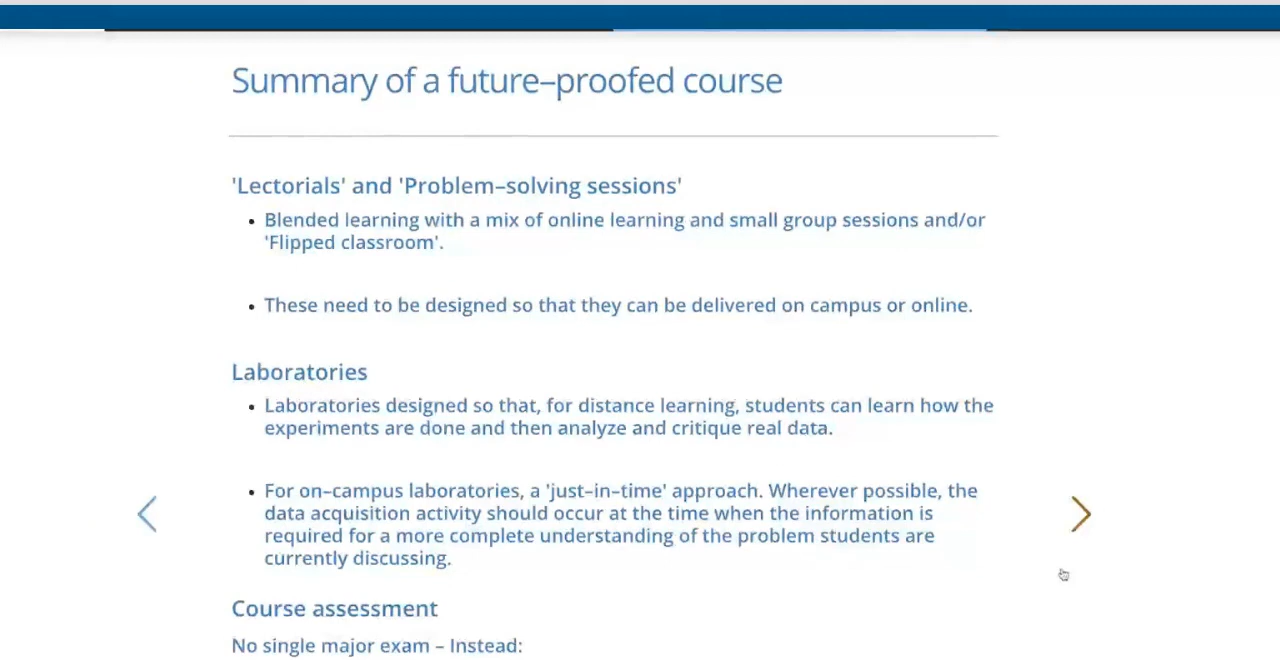 Summary of a future–proofed course
'Lectorials' and 'Problem–solving sessions'
• Blended learning with a mix of online learning and small group sessions and/or
'Flipped classroom'.
• These need to be designed so that they can be delivered on campus or online.
Laboratories
• Laboratories designed so that, for distance learning, students can learn how the
experiments are done and then analyze and critique real data.
• For on–campus laboratories, a 'just–in–time' approach. Wherever possible, the
data acquisition activity should occur at the time when the information is
required for a more complete understanding of the problem students are
currently discussing.
Course assessment
No single major exam – Instead: